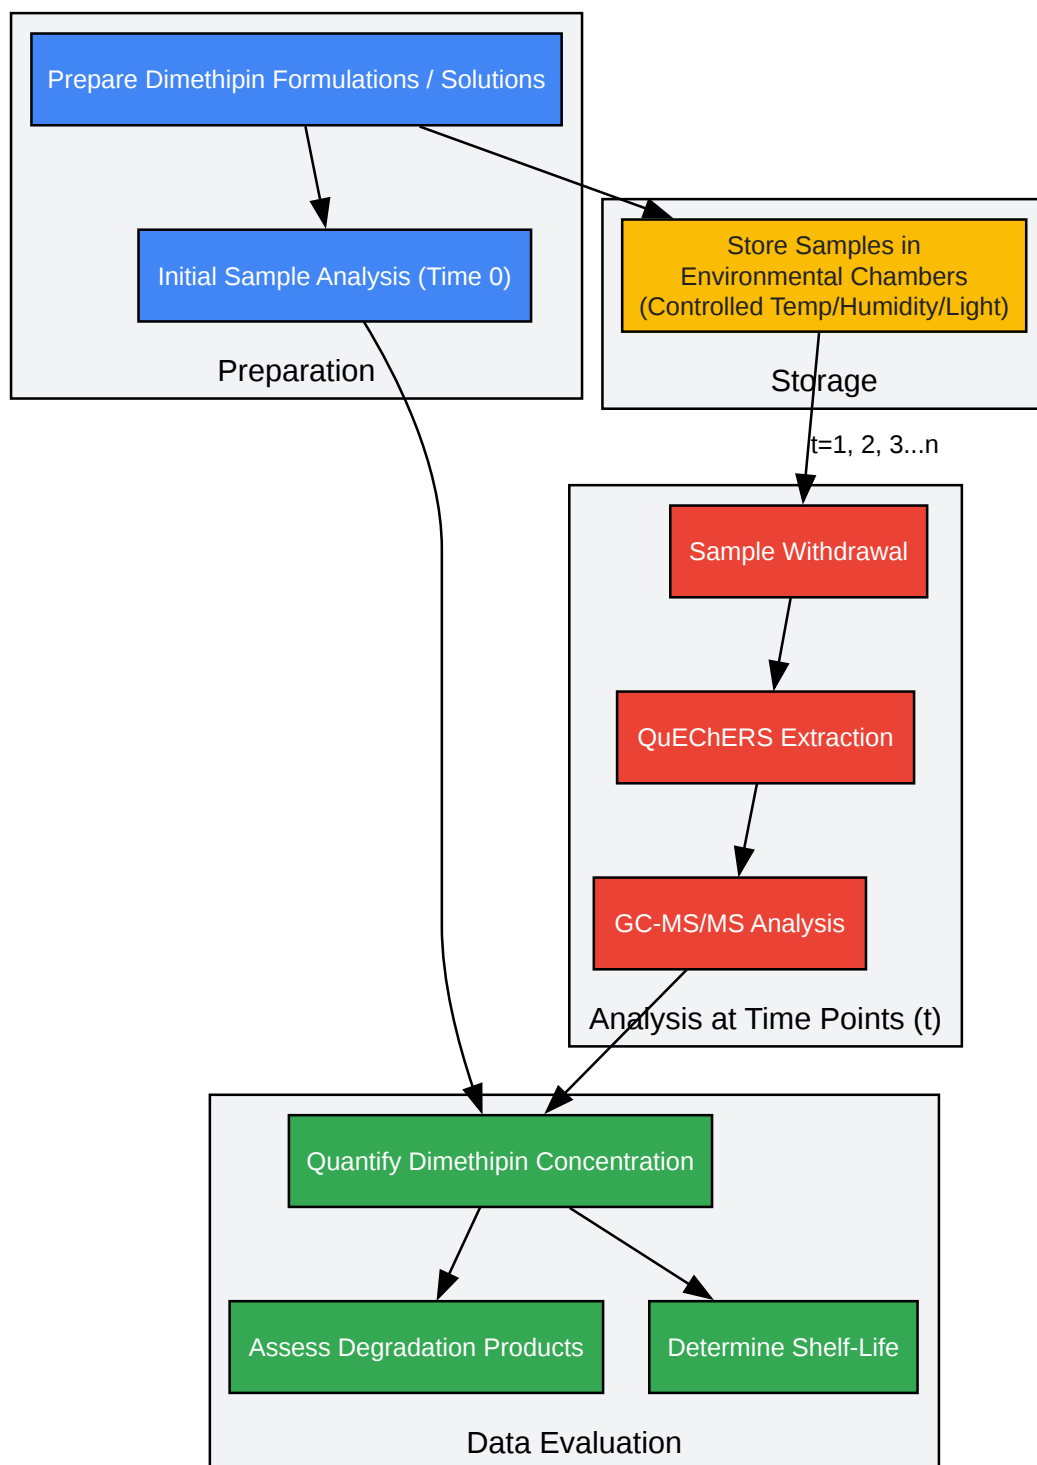 Prepare Dimethipin Formulations / Solutions
Initial Sample Analysis (Time 0)
Preparation
Store Samples in
Environmental Chambers
(Controlled Temp/Humidity/Light)
Storage
t=1, 2, 3...n
Sample Withdrawal
QuEChERS Extraction
GC-MS/MS Analysis
Analysis at Time Points (t)
Quantify Dimethipin Concentration
Assess Degradation Products
Determine Shelf-Life
Data Evaluation